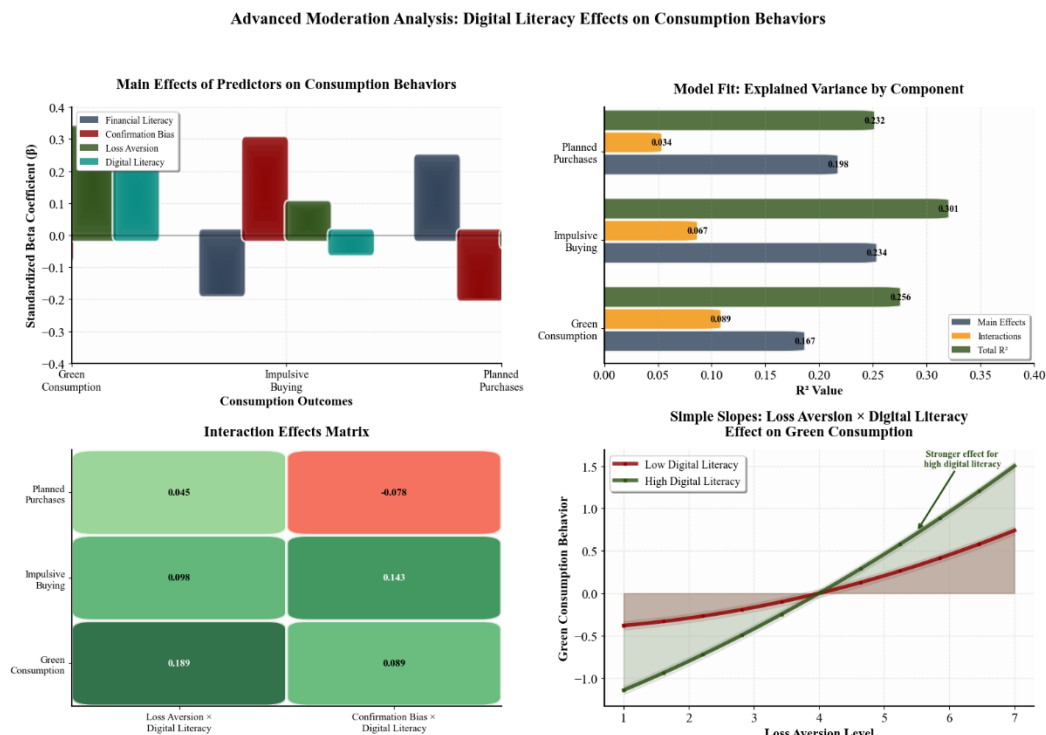 Advanced Moderation Analysis: Digital Literacy Effects on Consumption Behaviors
Main Effects of Predictors on Consumption Behaviors
Standardized Beta Coefficient (β)
0.4
0.3
0.2
0.1
0.0
−0.1
−0.2
−0.3
−0.4
Financial Literacy
Confirmation Bias
Loss Aversion
Digital Literacy
Green
Consumption
Impulsive
Buying
Planned
Purchases
Consumption Outcomes
Model Fit: Explained Variance by Component
Planned
Purchases
Impulsive
Buying
Green
Consumption
0.232
0.034
0.198
0.301
0.067
0.234
0.256
0.089
0.167
Main Effects
Interactions
Total R²
0.00 0.05 0.10 0.15 0.20 0.25 0.30 0.35 0.40
R² Value
Interaction Effects Matrix
Planned
Purchases
Impulsive
Buying
Green
Consumption
0.045 -0.078
0.098 0.143
0.189 0.089
Loss Aversion ×
Digital Literacy
Confirmation Bias ×
Digital Literacy
Simple Slopes: Loss Aversion × Digital Literacy
Effect on Green Consumption
Green Consumption Behavior
1.5
1.0
0.5
0.0
−0.5
−1.0
Low Digital Literacy
High Digital Literacy
Stronger effect for
high digital literacy
1 2 3 4 5 6 7
Loss Aversion Level